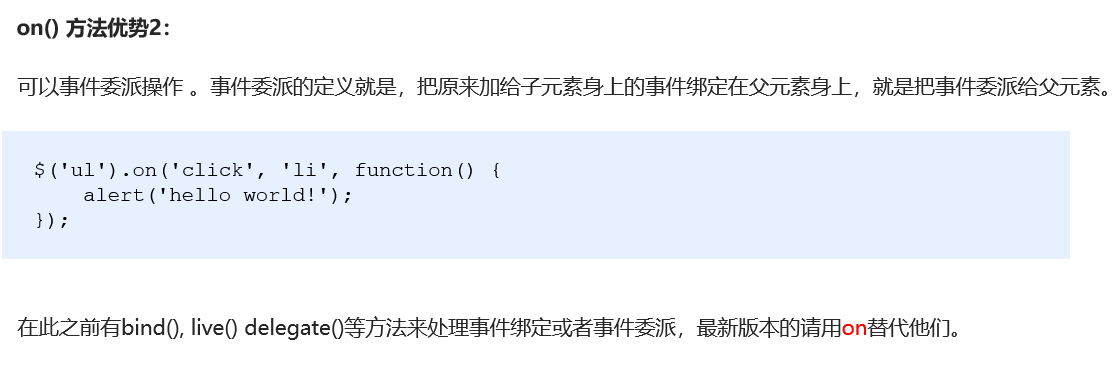 on() 方法优势2：
可以事件委派操作 。事件委派的定义就是，把原来加给子元素身上的事件绑定在父元素身上，就是把事件委派给父元素。
$('ul').on('click', 'li', function() {
    alert('hello world!');
});
在此之前有bind(), live() delegate()等方法来处理事件绑定或者事件委派，最新版本的请用on替代他们。